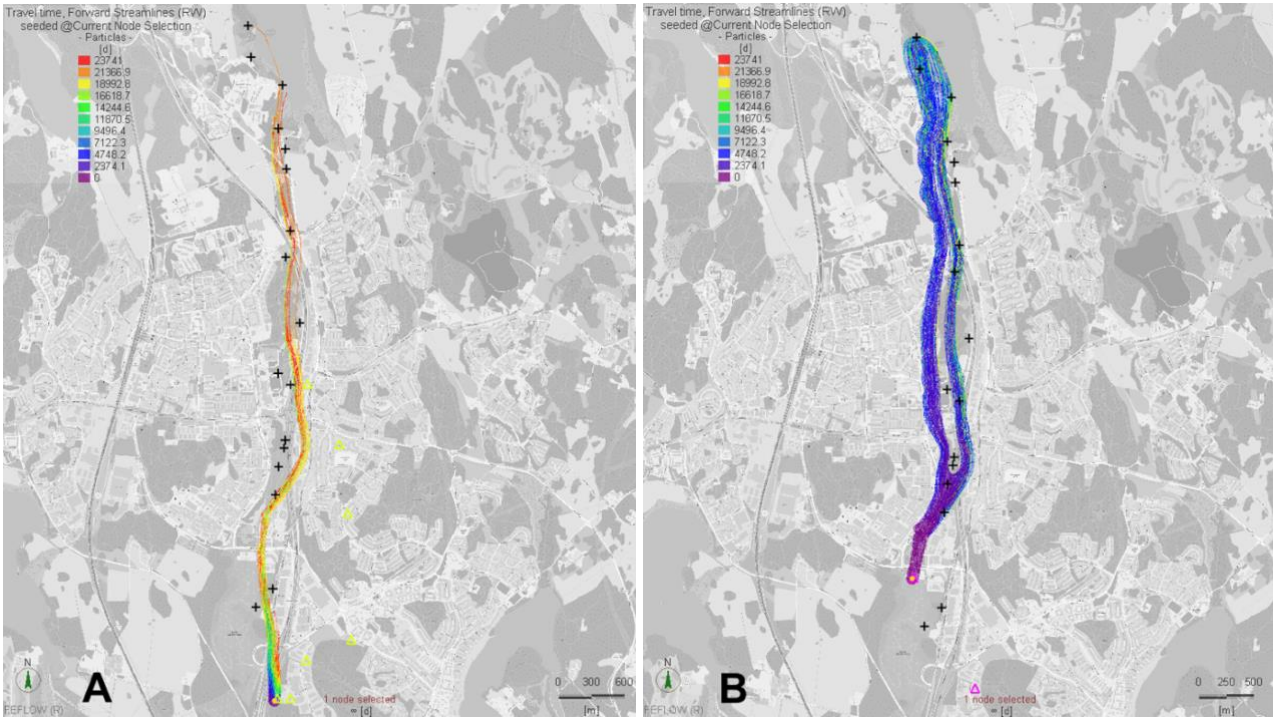 Travel time, Forward Streamlines (RW)
seeded @Current Node Selection
- Particles -
[d]
23741
21366.9
18992.8
16618.7
14244.6
11870.5
9496.4
7122.3
4748.2
2374.1
0
N
A
1 node selected
∞ [d]
0 300 600
[m]
FEFLOW (R)
Travel time, Forward Streamlines (RW)
seeded @Current Node Selection
- Particles -
[d]
23741
21366.9
18992.8
16618.7
14244.6
11870.5
9496.4
7122.3
4748.2
2374.1
0
N
B
1 node selected
∞ [d]
0 250 500
[m]
FEFLOW (R)